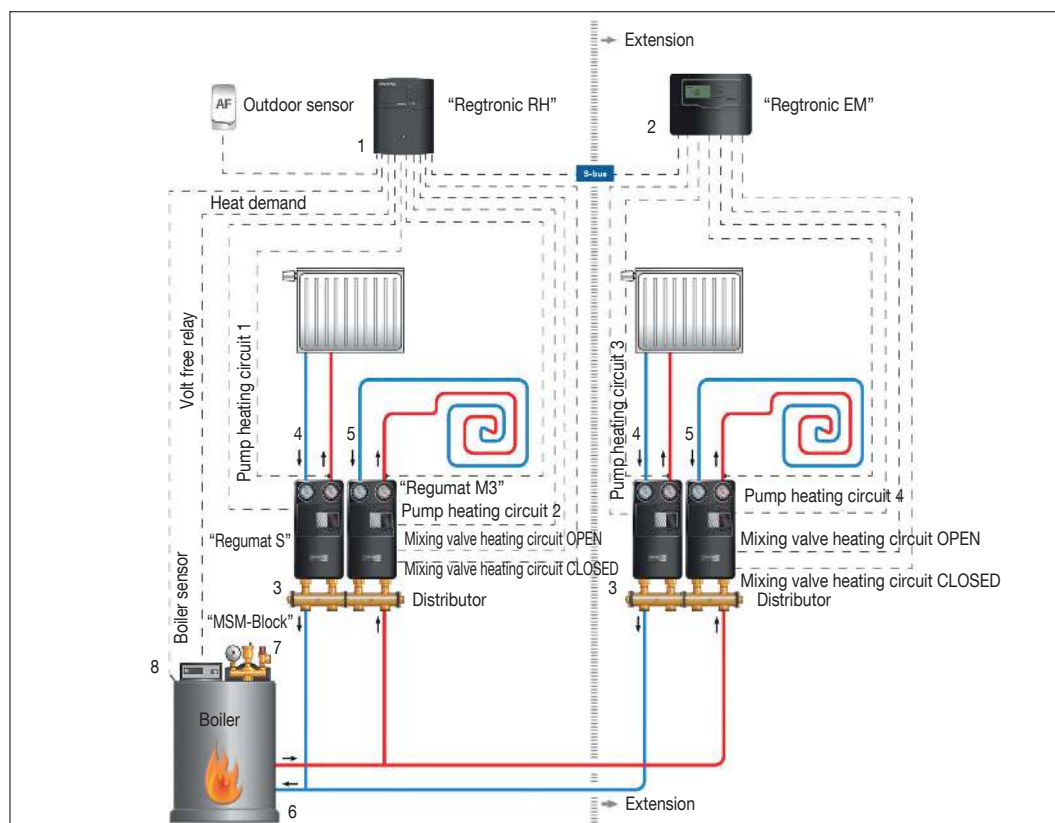 Extension
AF
Outdoor sensor
"Regtronic RH"
"Regtronic EM"
1
2
S-bus
Heat demand
Volt free relay
Pump heating circuit 1
Pump heating circuit 3
4
5
4
5
"Regumat M3"
Pump heating circuit 2
Pump heating circuit 4
"Regumat S"
Mixing valve heating circuit OPEN
Mixing valve heating circuit OPEN
Mixing valve heating circuit CLOSED
Mixing valve heating circuit CLOSED
3
Distributor
3
Distributor
Boiler sensor
"MSM-Block"
7
8
Boiler
6
Extension